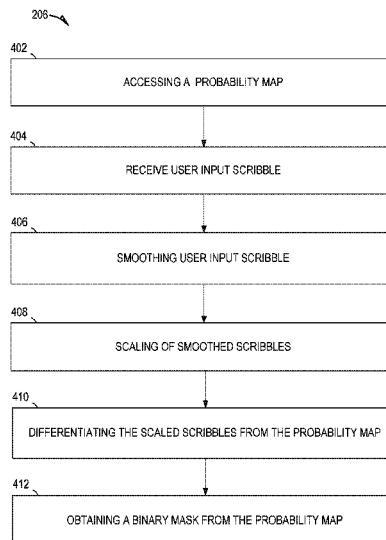 206
402
ACCESSING A PROBABILITY MAP
404
RECEIVE USER INPUT SCRIBBLE
406
SMOOTHING USER INPUT SCRIBBLE
408
SCALING OF SMOOTHED SCRIBBLES
410
DIFFERENTIATING THE SCALED SCRIBBLES FROM THE PROBABILITY MAP
412
OBTAINING A BINARY MASK FROM THE PROBABILITY MAP